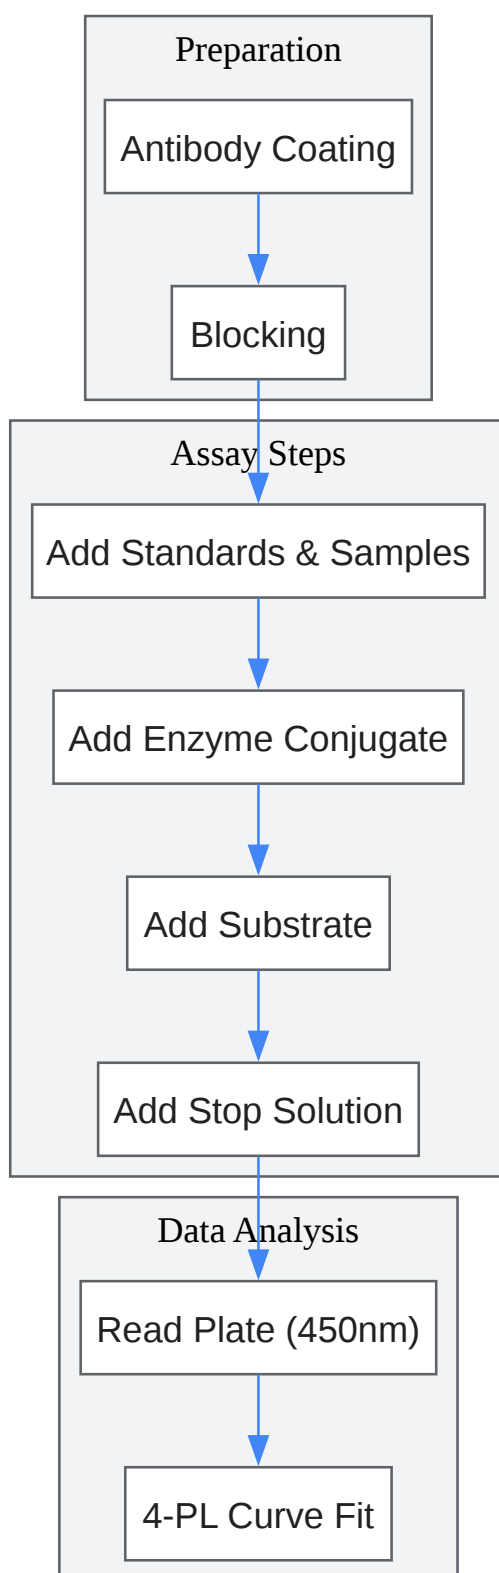 Preparation
Antibody Coating
Blocking
Assay Steps
Add Standards & Samples
Add Enzyme Conjugate
Add Substrate
Add Stop Solution
Data Analysis
Read Plate (450nm)
4-PL Curve Fit